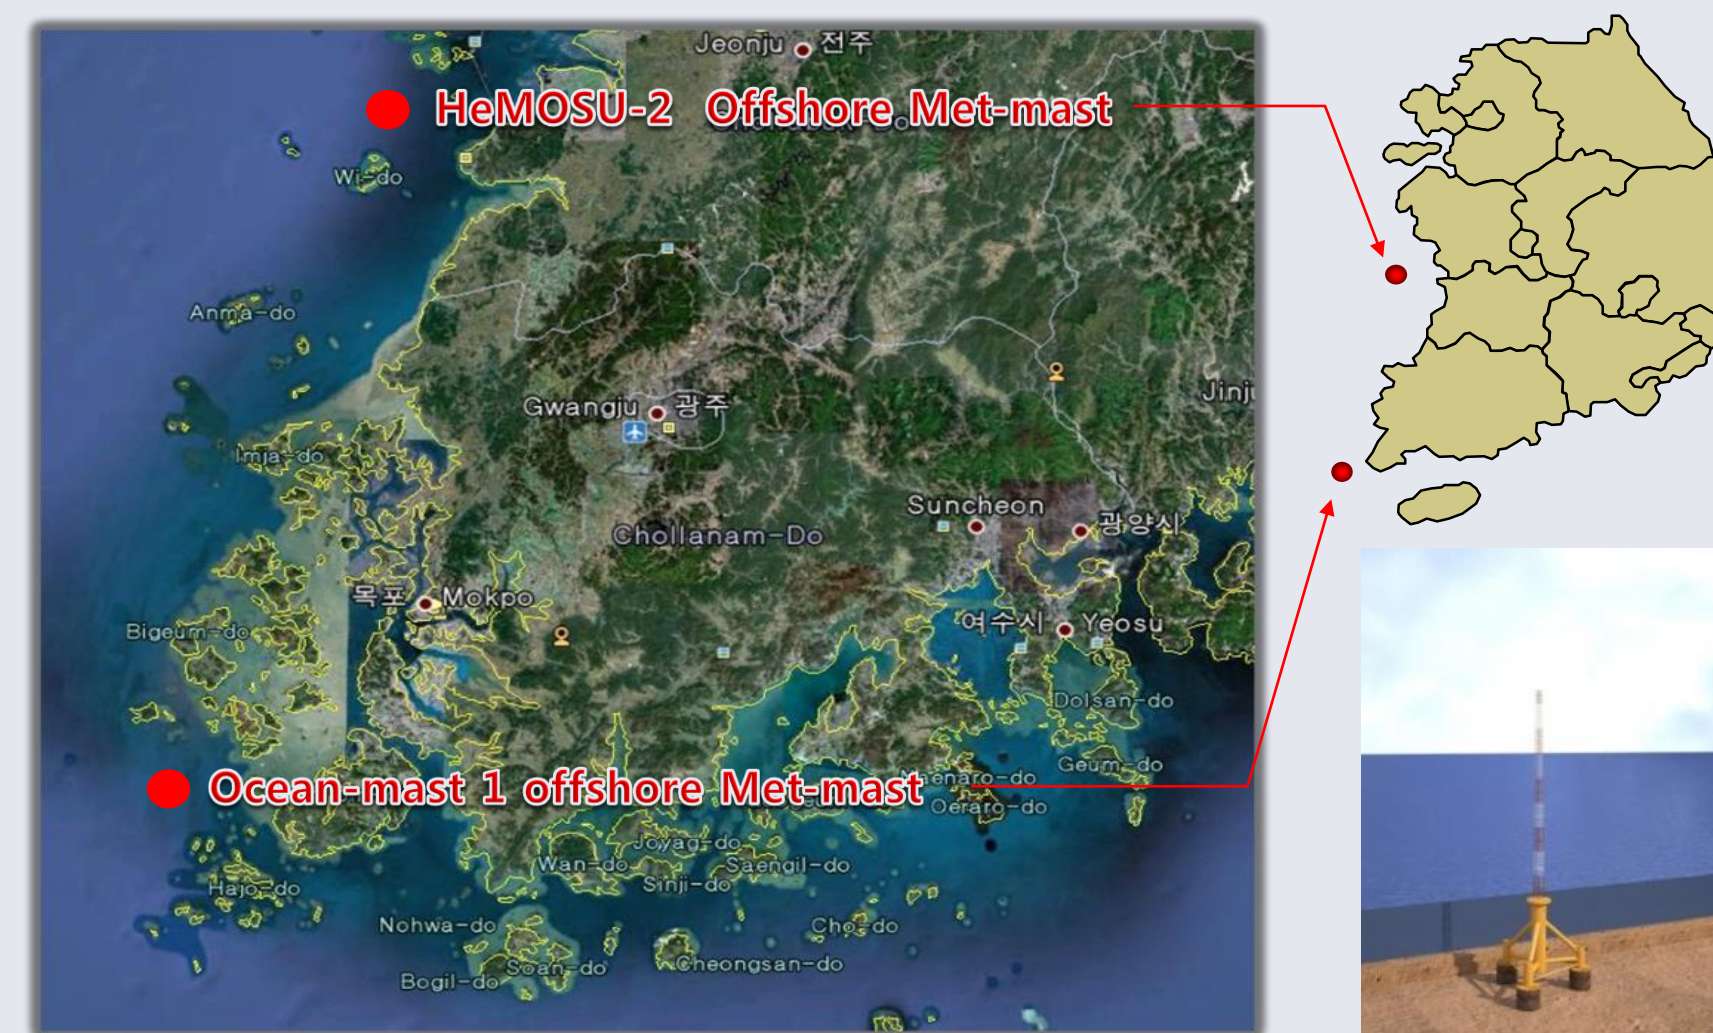 Jeonju 전주
HeMOSU-2 Offshore Met-mast
Wi-do
Anma-do
Jinju
Gwangju 광주
Imja-do
Suncheon
광양시
Chollanam-Do
목포 Mokpo
여수시 Yeosu
Bigeum-do
Dolsan-do
Geum-do
Ocean-mast 1 offshore Met-mast
Naenaro-do
Oeraro-do
Joyag-do
Wan-do
Saengil-do
Sinji-do
Hajo-do
Nohwa-do
Cho-do
Soan-do
Cheongsan-do
Bogil-do